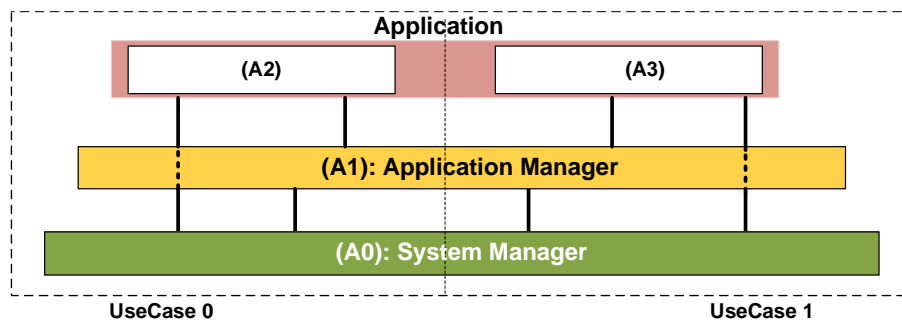 Application
(A2)
(A3)
(A1): Application Manager
(A0): System Manager
UseCase 0
UseCase 1